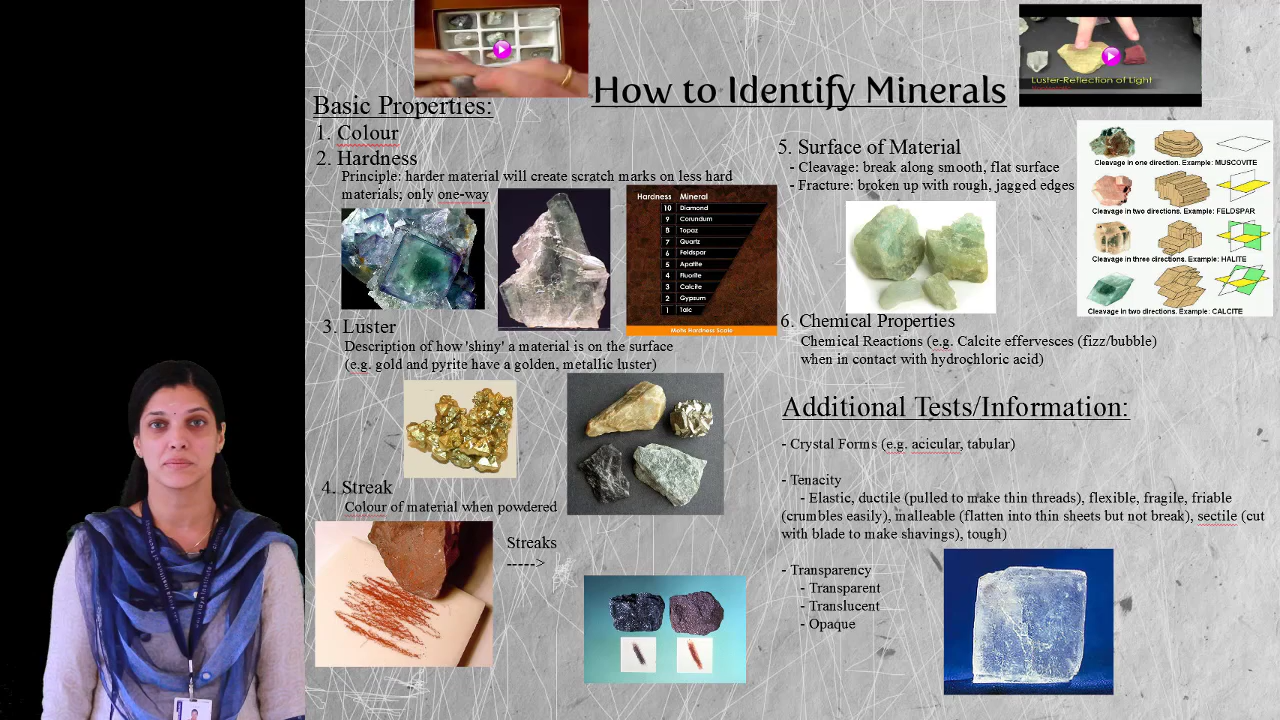 How to Identify Minerals
Basic Properties:
1. Colour
2. Hardness
Principle: harder material will create scratch marks on less hard
materials; only one-way
Hardness Mineral
10 Diamond
9 Corundum
8 Topaz
7 Quartz
6 Feldspar
5 Apatite
4 Fluorite
3 Calcite
2 Gypsum
1 Talc
Mohs Hardness Scale
3. Luster
Description of how 'shiny' a material is on the surface
(e.g. gold and pyrite have a golden, metallic luster)
4. Streak
Colour of material when powdered
Streaks
----->
Luster-Reflection of Light
5. Surface of Material
- Cleavage: break along smooth, flat surface
- Fracture: broken up with rough, jagged edges
Cleavage in one direction. Example: MUSCOVITE
Cleavage in two directions. Example: FELDSPAR
Cleavage in three directions. Example: HALITE
Cleavage in two directions. Example: CALCITE
6. Chemical Properties
Chemical Reactions (e.g. Calcite effervesces (fizz/bubble)
when in contact with hydrochloric acid)
Additional Tests/Information:
- Crystal Forms (e.g. acicular, tabular)
- Tenacity
- Elastic, ductile (pulled to make thin threads), flexible, fragile, friable
(crumbles easily), malleable (flatten into thin sheets but not break), sectile (cut
with blade to make shavings), tough)
- Transparency
- Transparent
- Translucent
- Opaque